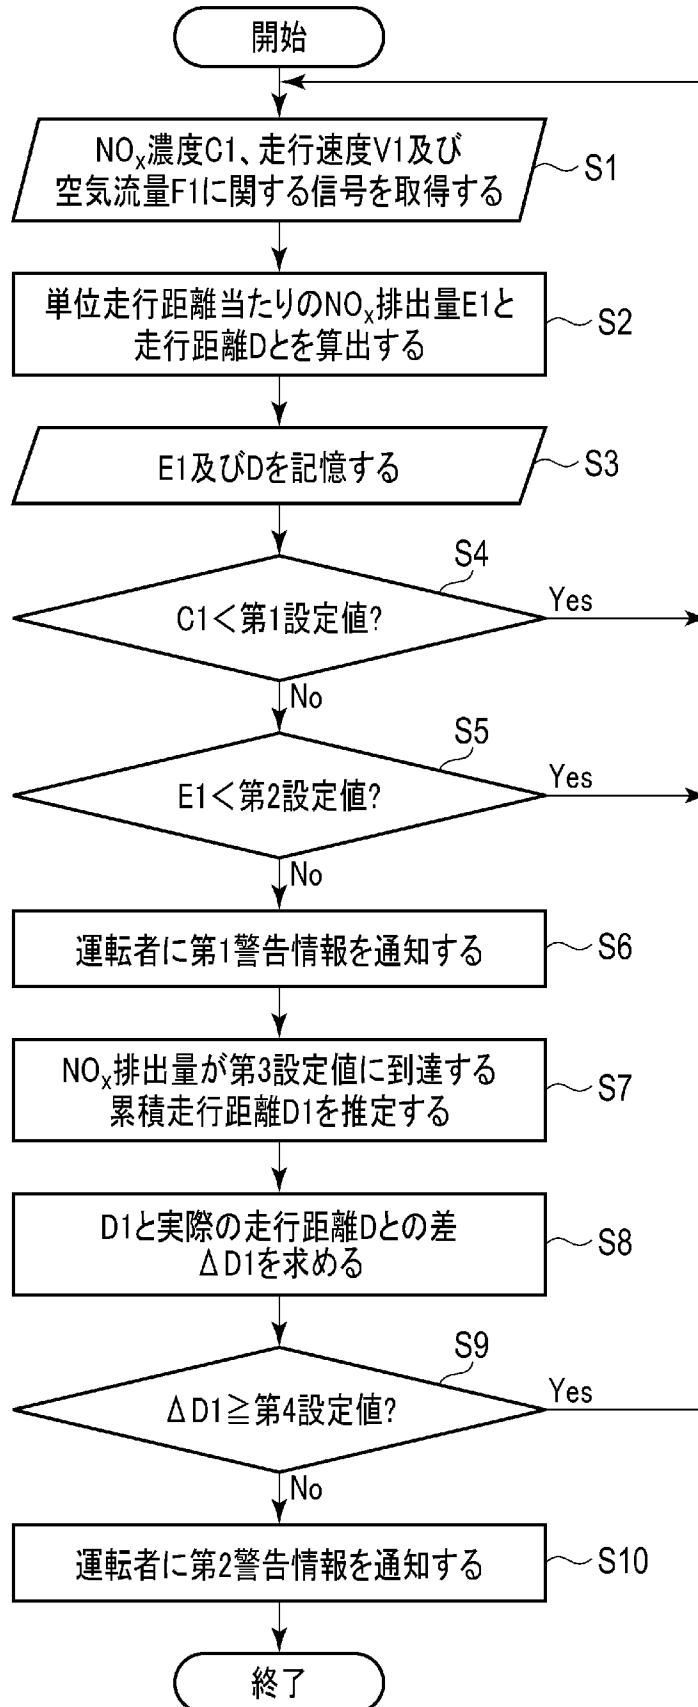 開始
NOx濃度C1、走行速度V1及び
空気流量F1に関する信号を取得する
S1
単位走行距離当たりのNOx排出量E1と
走行距離Dとを算出する
S2
E1及びDを記憶する
S3
S4
C1＜第1設定値?
Yes
No
S5
E1＜第2設定値?
Yes
No
運転者に第1警告情報を通知する
S6
NOx排出量が第3設定値に到達する
累積走行距離D1を推定する
S7
D1と実際の走行距離Dとの差
ΔD1を求める
S8
S9
ΔD1≧第4設定値?
Yes
No
運転者に第2警告情報を通知する
S10
終了